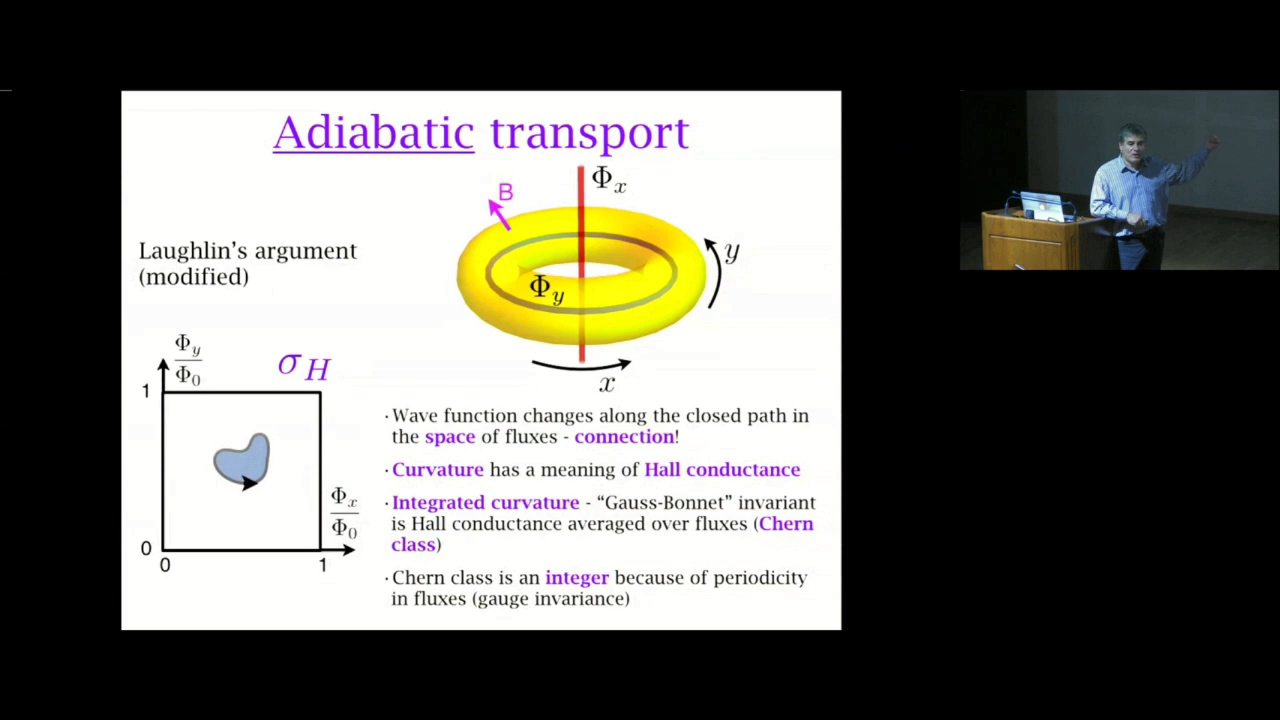 Adiabatic transport
Φx
B
Laughlin's argument
(modified)
y
Φy
x
Φy
Φ0
σH
1
Φx
Φ0
0
0
1
·Wave function changes along the closed path in
the space of fluxes - connection!
·Curvature has a meaning of Hall conductance
·Integrated curvature - “Gauss-Bonnet” invariant
is Hall conductance averaged over fluxes (Chern
class)
·Chern class is an integer because of periodicity
in fluxes (gauge invariance)